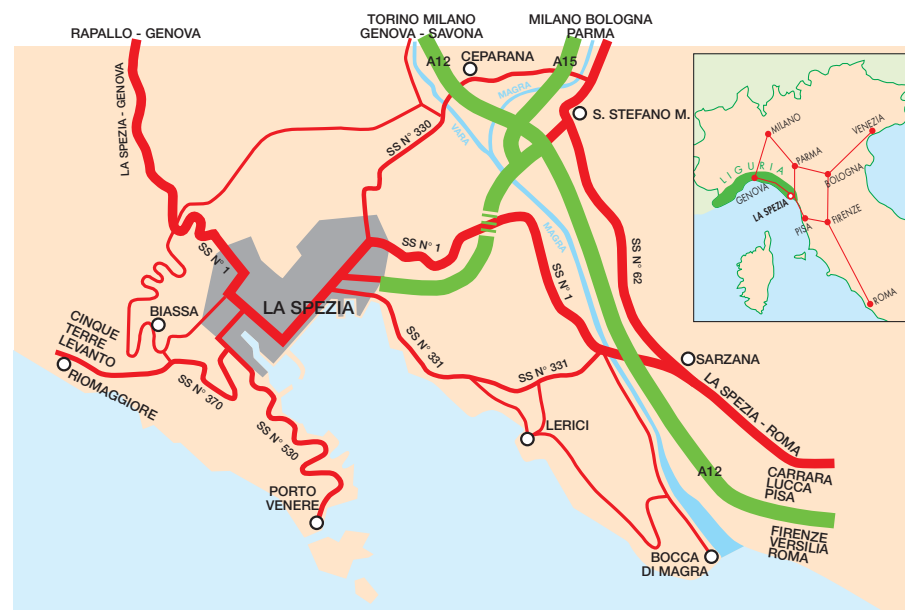 RAPALLO - GENOVA
TORINO MILANO
GENOVA - SAVONA
MILANO BOLOGNA
PARMA
LA SPEZIA - GENOVA
A12
CEPARANA
A15
MAGRA
VARA
S. STEFANO M.
SS N° 330
MILANO
VENEZIA
PARMA
LIGURIA
BOLOGNA
GENOVA
LA SPEZIA
PISA
FIRENZE
ROMA
SS N° 1
SS N° 1
MAGRA
SS N° 62
SS N° 1
LA SPEZIA
BIASSA
CINQUE
TERRE
LEVANTO
RIOMAGGIORE
SS N° 370
SS N° 331
SS N° 331
SARZANA
LA SPEZIA - ROMA
SS N° 530
LERICI
A12
CARRARA
LUCCA
PISA
PORTO
VENERE
FIRENZE
VERSILIA
ROMA
BOCCA
DI MAGRA